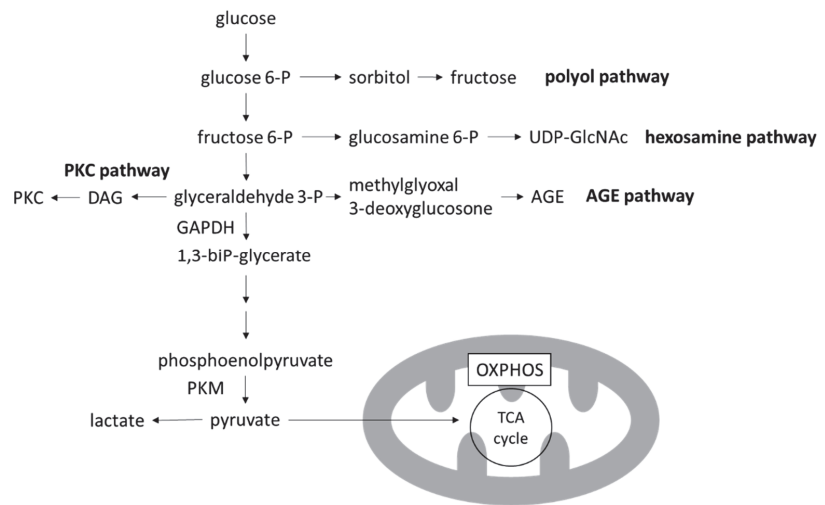 glucose
glucose 6-P sorbitol fructose polyol pathway
fructose 6-P glucosamine 6-P UDP-GlcNAc hexosamine pathway
PKC pathway
PKC DAG glyceraldehyde 3-P methylglyoxal
3-deoxyglucosone AGE AGE pathway
GAPDH
1,3-biP-glycerate
phosphoenolpyruvate
PKM
lactate pyruvate
OXPHOS
TCA
cycle